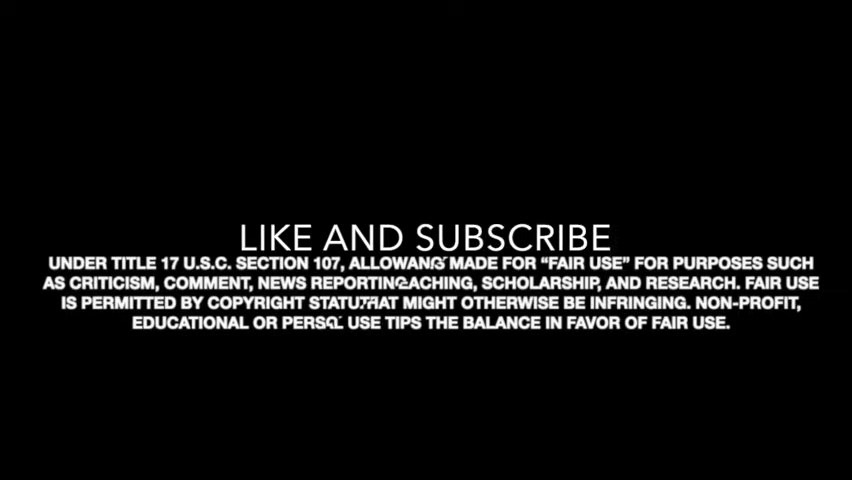 LIKE AND SUBSCRIBE
UNDER TITLE 17 U.S.C. SECTION 107, MADE FOR “FAIR USE” FOR PURPOSES SUCH
AS CRITICISM, COMMENT, NEWS SCHOLARSHIP, AND RESEARCH. FAIR USE
IS PERMITTED BY COPYRIGHT MIGHT OTHERWISE BE INFRINGING. NON-PROFIT,
EDUCATIONAL OR USE TIPS THE BALANCE IN FAVOR OF FAIR USE.